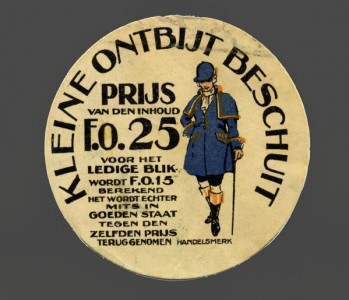 KLEINE ONTBIJT BESCHUIT
PRIJS
VAN DEN INHOUD
F.0.25
VOOR HET
LEDIGE BLIK
WORDT F.0.15
BEREKEND
HET WORDT ECHTER
MITS IN
GOEDEN STAAT
TEGEN DEN
ZELFDEN PRIJS
TERUGGENOMEN HANDELSMERK